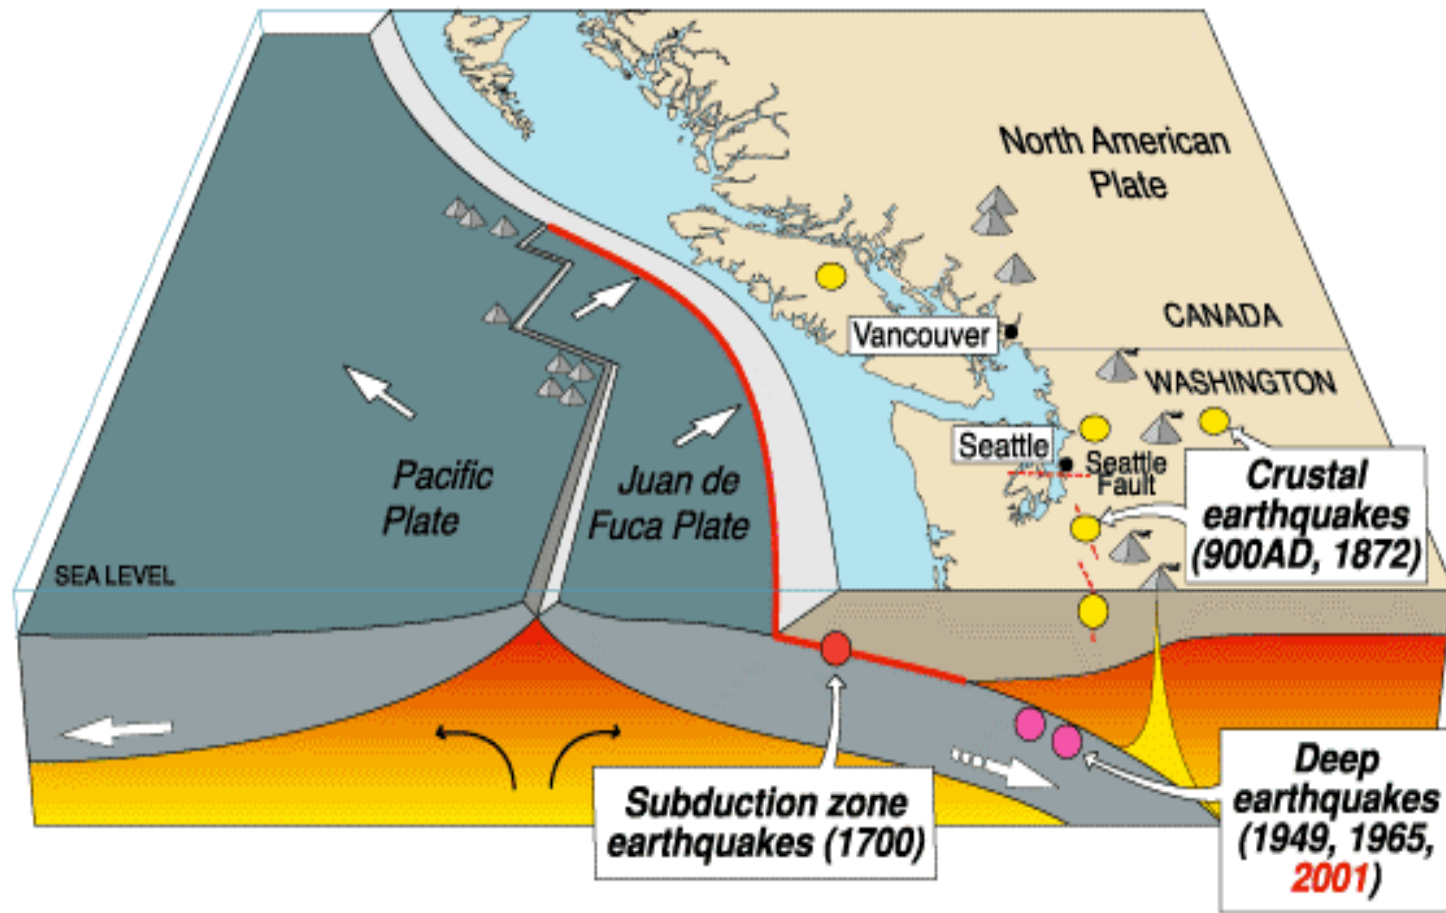 North American
Plate
CANADA
Vancouver
WASHINGTON
Seattle
Seattle
Fault
Crustal
earthquakes
(900AD, 1872)
Pacific
Plate
Juan de
Fuca Plate
SEA LEVEL
Subduction zone
earthquakes (1700)
Deep
earthquakes
(1949, 1965,
2001)